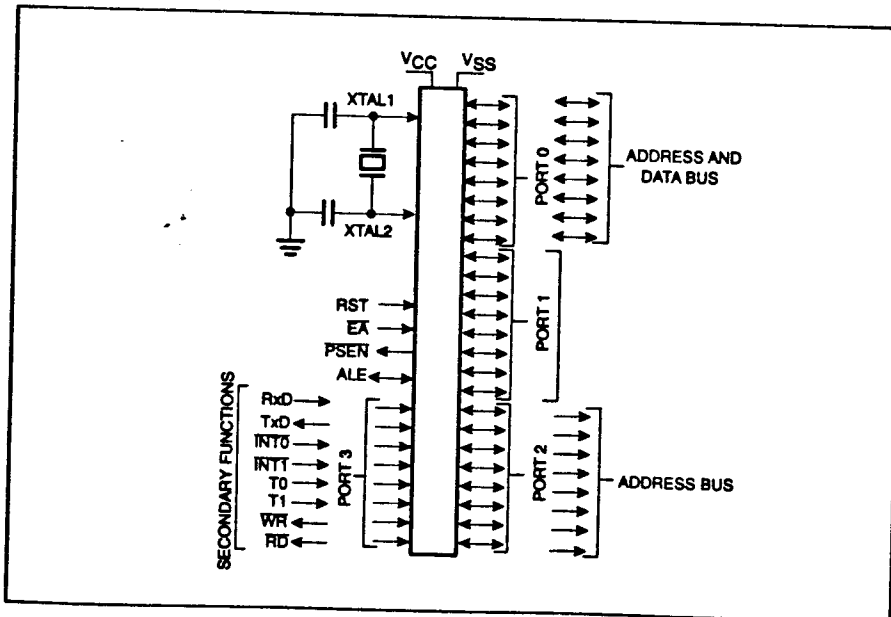 VCC VSS
XTAL1
XTAL2
PORT 0
ADDRESS AND
DATA BUS
PORT 1
RST
EA
PSEN
ALE
SECONDARY FUNCTIONS
RxD
TxD
INT0
INT1
T0
T1
WR
RD
PORT 3
PORT 2
ADDRESS BUS